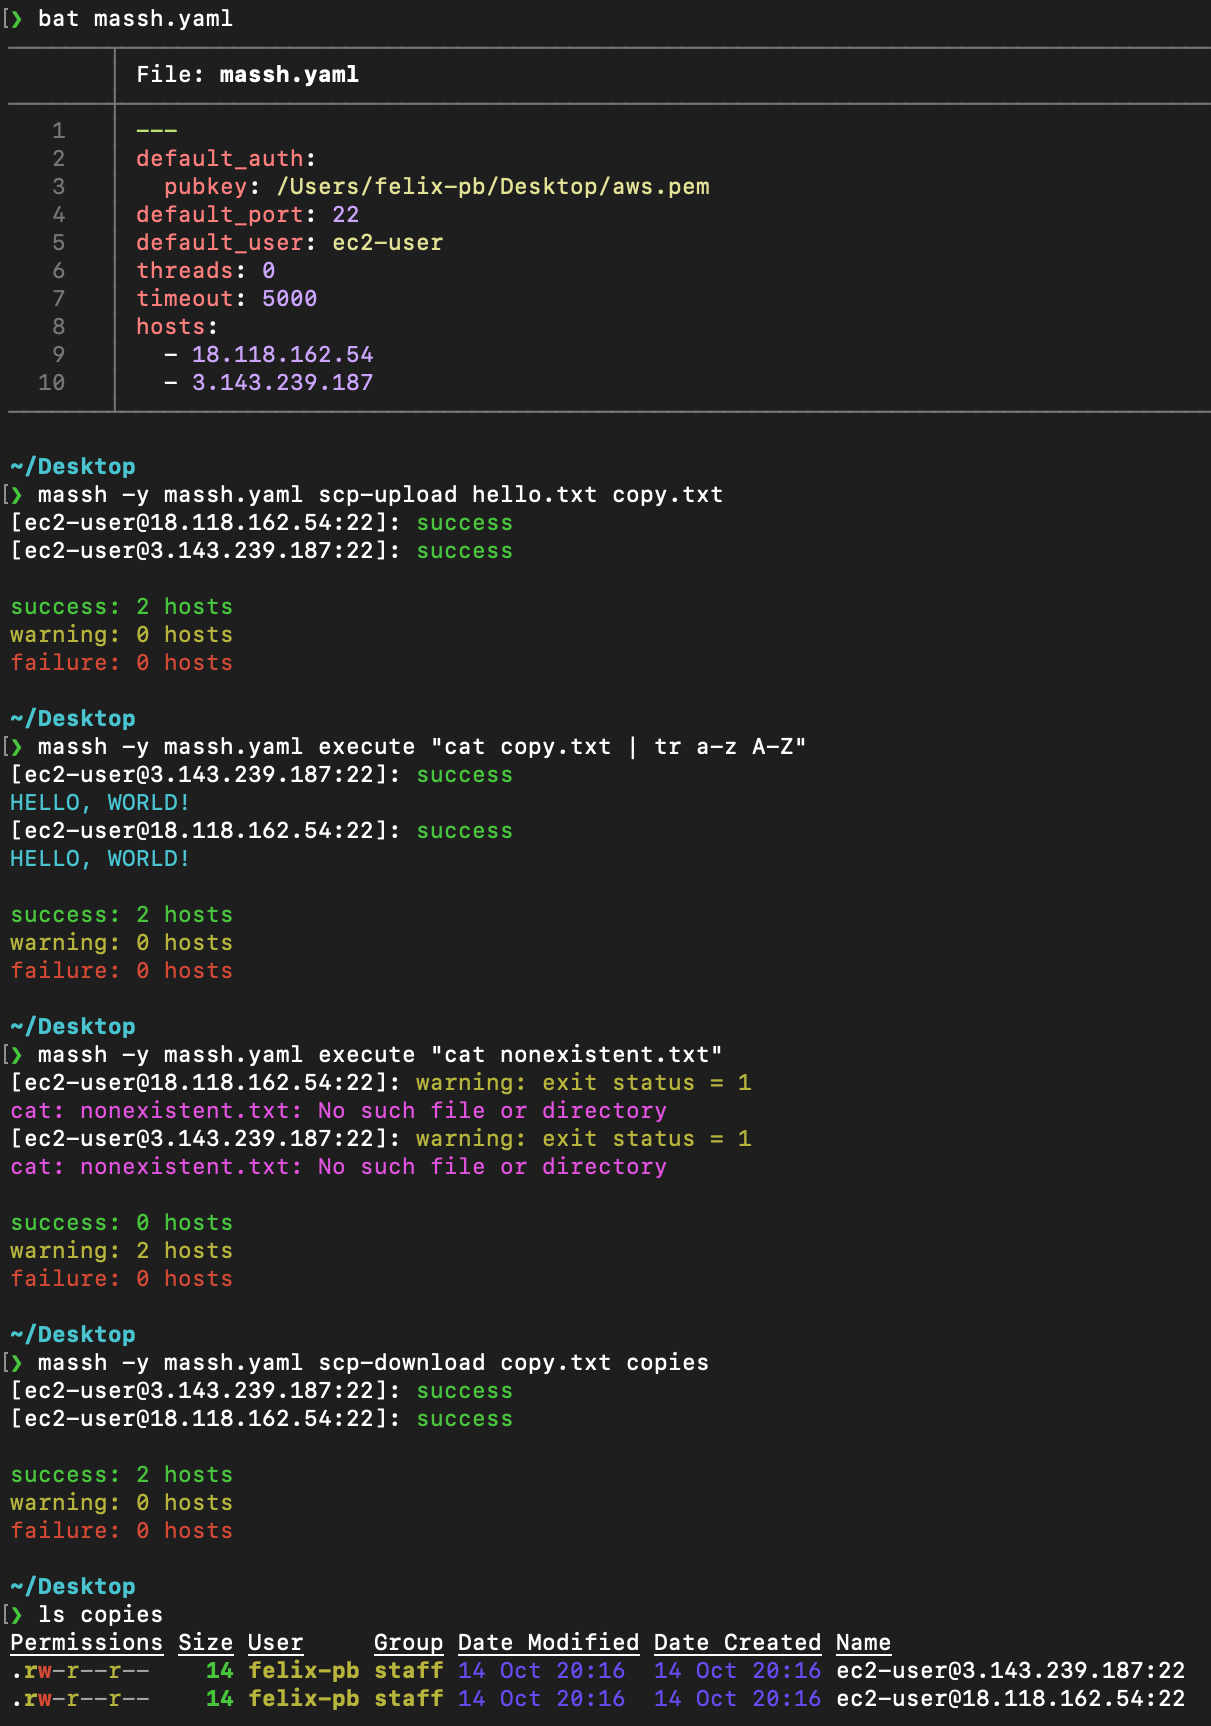 [❯ bat massh.yaml
File: massh.yaml
1 ---
2 default_auth:
3   pubkey: /Users/felix-pb/Desktop/aws.pem
4 default_port: 22
5 default_user: ec2-user
6 threads: 0
7 timeout: 5000
8 hosts:
9   - 18.118.162.54
10   - 3.143.239.187
~/Desktop
[❯ massh -y massh.yaml scp-upload hello.txt copy.txt
[ec2-user@18.118.162.54:22]: success
[ec2-user@3.143.239.187:22]: success
success: 2 hosts
warning: 0 hosts
failure: 0 hosts
~/Desktop
[❯ massh -y massh.yaml execute "cat copy.txt | tr a-z A-Z"
[ec2-user@3.143.239.187:22]: success
HELLO, WORLD!
[ec2-user@18.118.162.54:22]: success
HELLO, WORLD!
success: 2 hosts
warning: 0 hosts
failure: 0 hosts
~/Desktop
[❯ massh -y massh.yaml execute "cat nonexistent.txt"
[ec2-user@18.118.162.54:22]: warning: exit status = 1
cat: nonexistent.txt: No such file or directory
[ec2-user@3.143.239.187:22]: warning: exit status = 1
cat: nonexistent.txt: No such file or directory
success: 0 hosts
warning: 2 hosts
failure: 0 hosts
~/Desktop
[❯ massh -y massh.yaml scp-download copy.txt copies
[ec2-user@3.143.239.187:22]: success
[ec2-user@18.118.162.54:22]: success
success: 2 hosts
warning: 0 hosts
failure: 0 hosts
~/Desktop
[❯ ls copies
Permissions Size User Group Date Modified Date Created Name
.rw-r--r-- 14 felix-pb staff 14 Oct 20:16 14 Oct 20:16 ec2-user@3.143.239.187:22
.rw-r--r-- 14 felix-pb staff 14 Oct 20:16 14 Oct 20:16 ec2-user@18.118.162.54:22